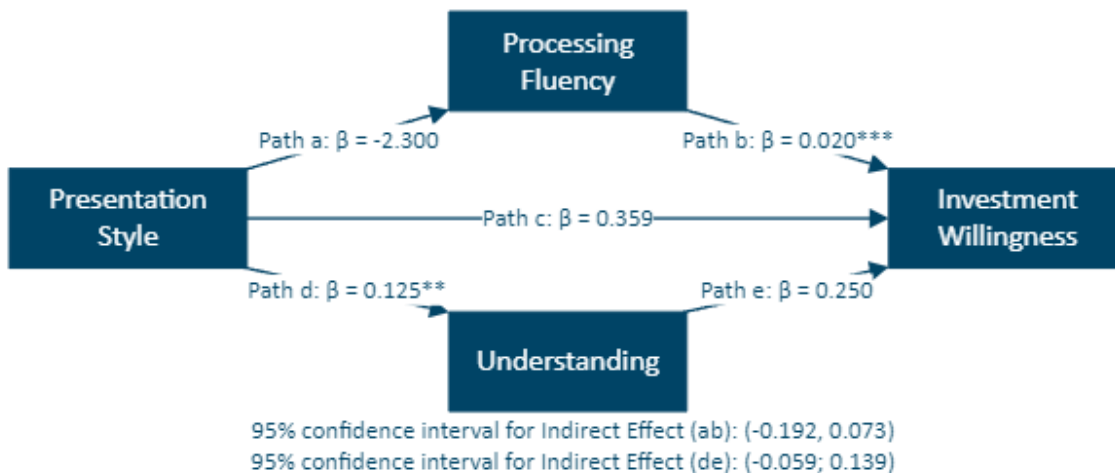 Processing
Fluency
Path a: β = -2.300
Path b: β = 0.020***
Presentation
Style
Path c: β = 0.359
Investment
Willingness
Path d: β = 0.125**
Path e: β = 0.250
Understanding
95% confidence interval for Indirect Effect (ab): (-0.192, 0.073)
95% confidence interval for Indirect Effect (de): (-0.059; 0.139)